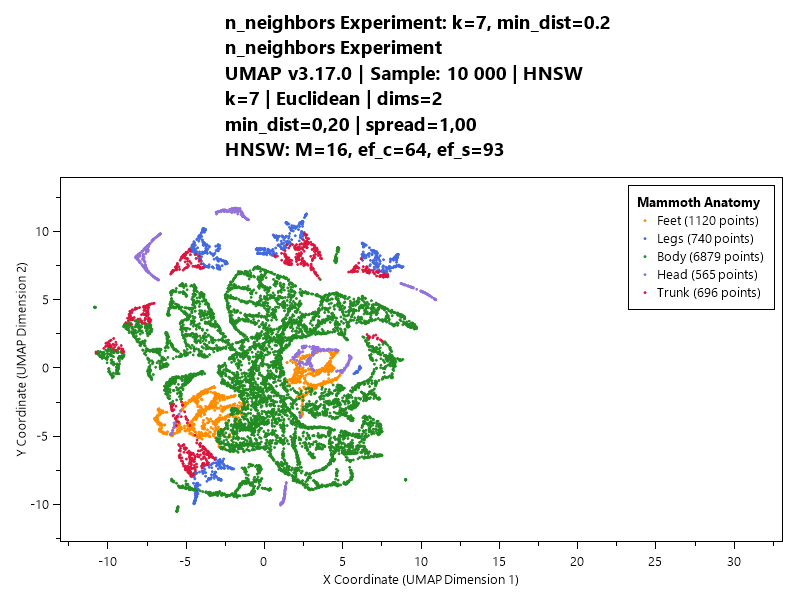 n_neighbors Experiment: k=7, min_dist=0.2
n_neighbors Experiment
UMAP v3.17.0 | Sample: 10 000 | HNSW
k=7 | Euclidean | dims=2
min_dist=0,20 | spread=1,00
HNSW: M=16, ef_c=64, ef_s=93
Mammoth Anatomy
Feet (1120 points)
Legs (740 points)
Body (6879 points)
Head (565 points)
Trunk (696 points)
Y Coordinate (UMAP Dimension 2)
10
5
0
-5
-10
-10 -5 0 5 10 15 20 25 30
X Coordinate (UMAP Dimension 1)